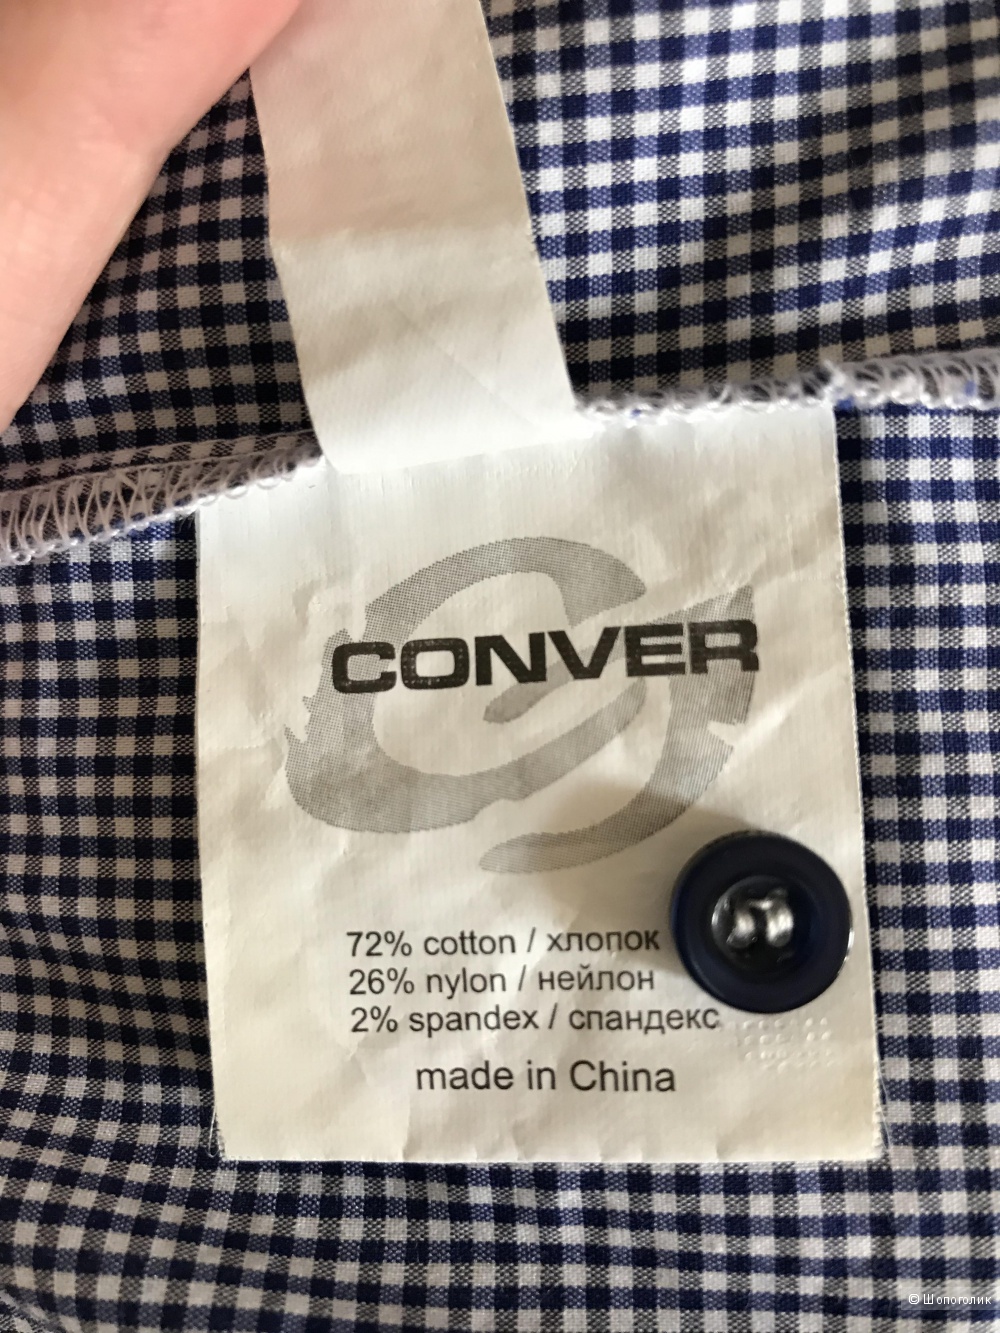 CONVER
72% cotton / хлопок
26% nylon / нейлон
2% spandex / спандекс
made in China
© Шопоголик